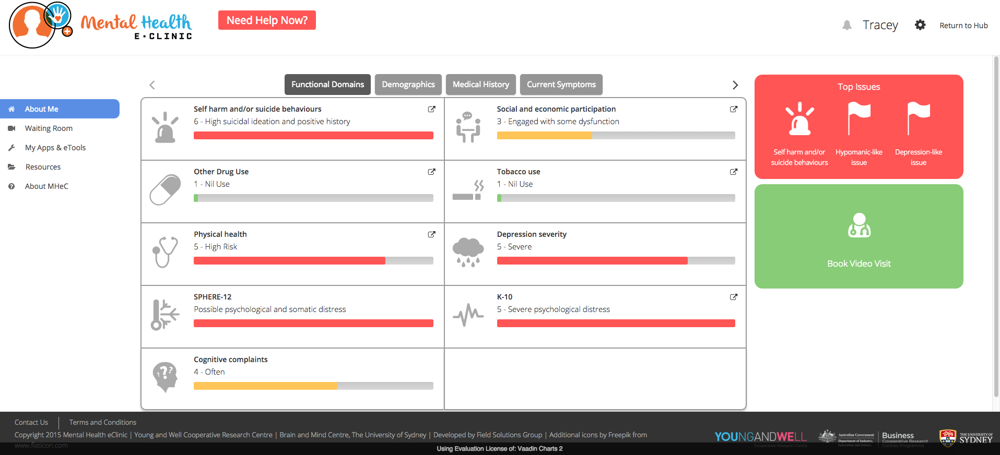 Mental Health
E·CLINIC
Need Help Now?
Tracey
Return to Hub
About Me
Waiting Room
My Apps & eTools
Resources
About MHeC
Functional Domains
Demographics
Medical History
Current Symptoms
Self harm and/or suicide behaviours
6 - High suicidal ideation and positive history
Social and economic participation
3 - Engaged with some dysfunction
Other Drug Use
1 - Nil Use
Tobacco use
1 - Nil Use
Physical health
5 - High Risk
Depression severity
5 - Severe
SPHERE-12
Possible psychological and somatic distress
K-10
5 - Severe psychological distress
Cognitive complaints
4 - Often
Top Issues
Self harm and/or
suicide behaviours
Hypomanic-like
issue
Depression-like
issue
Book Video Visit
Contact Us
Terms and Conditions
Copyright 2015 Mental Health eClinic | Young and Well Cooperative Research Centre | Brain and Mind Centre, The University of Sydney | Developed by Field Solutions Group | Additional icons by Freepik from
www.flaticon.com
YOUNGANDWELL
Cooperative Research Centre
Australian Government
Department of Industry,
Innovation and Science
Business
Cooperative Research
Centres Programme
THE UNIVERSITY OF
SYDNEY
Using Evaluation License of: Vaadin Charts 2